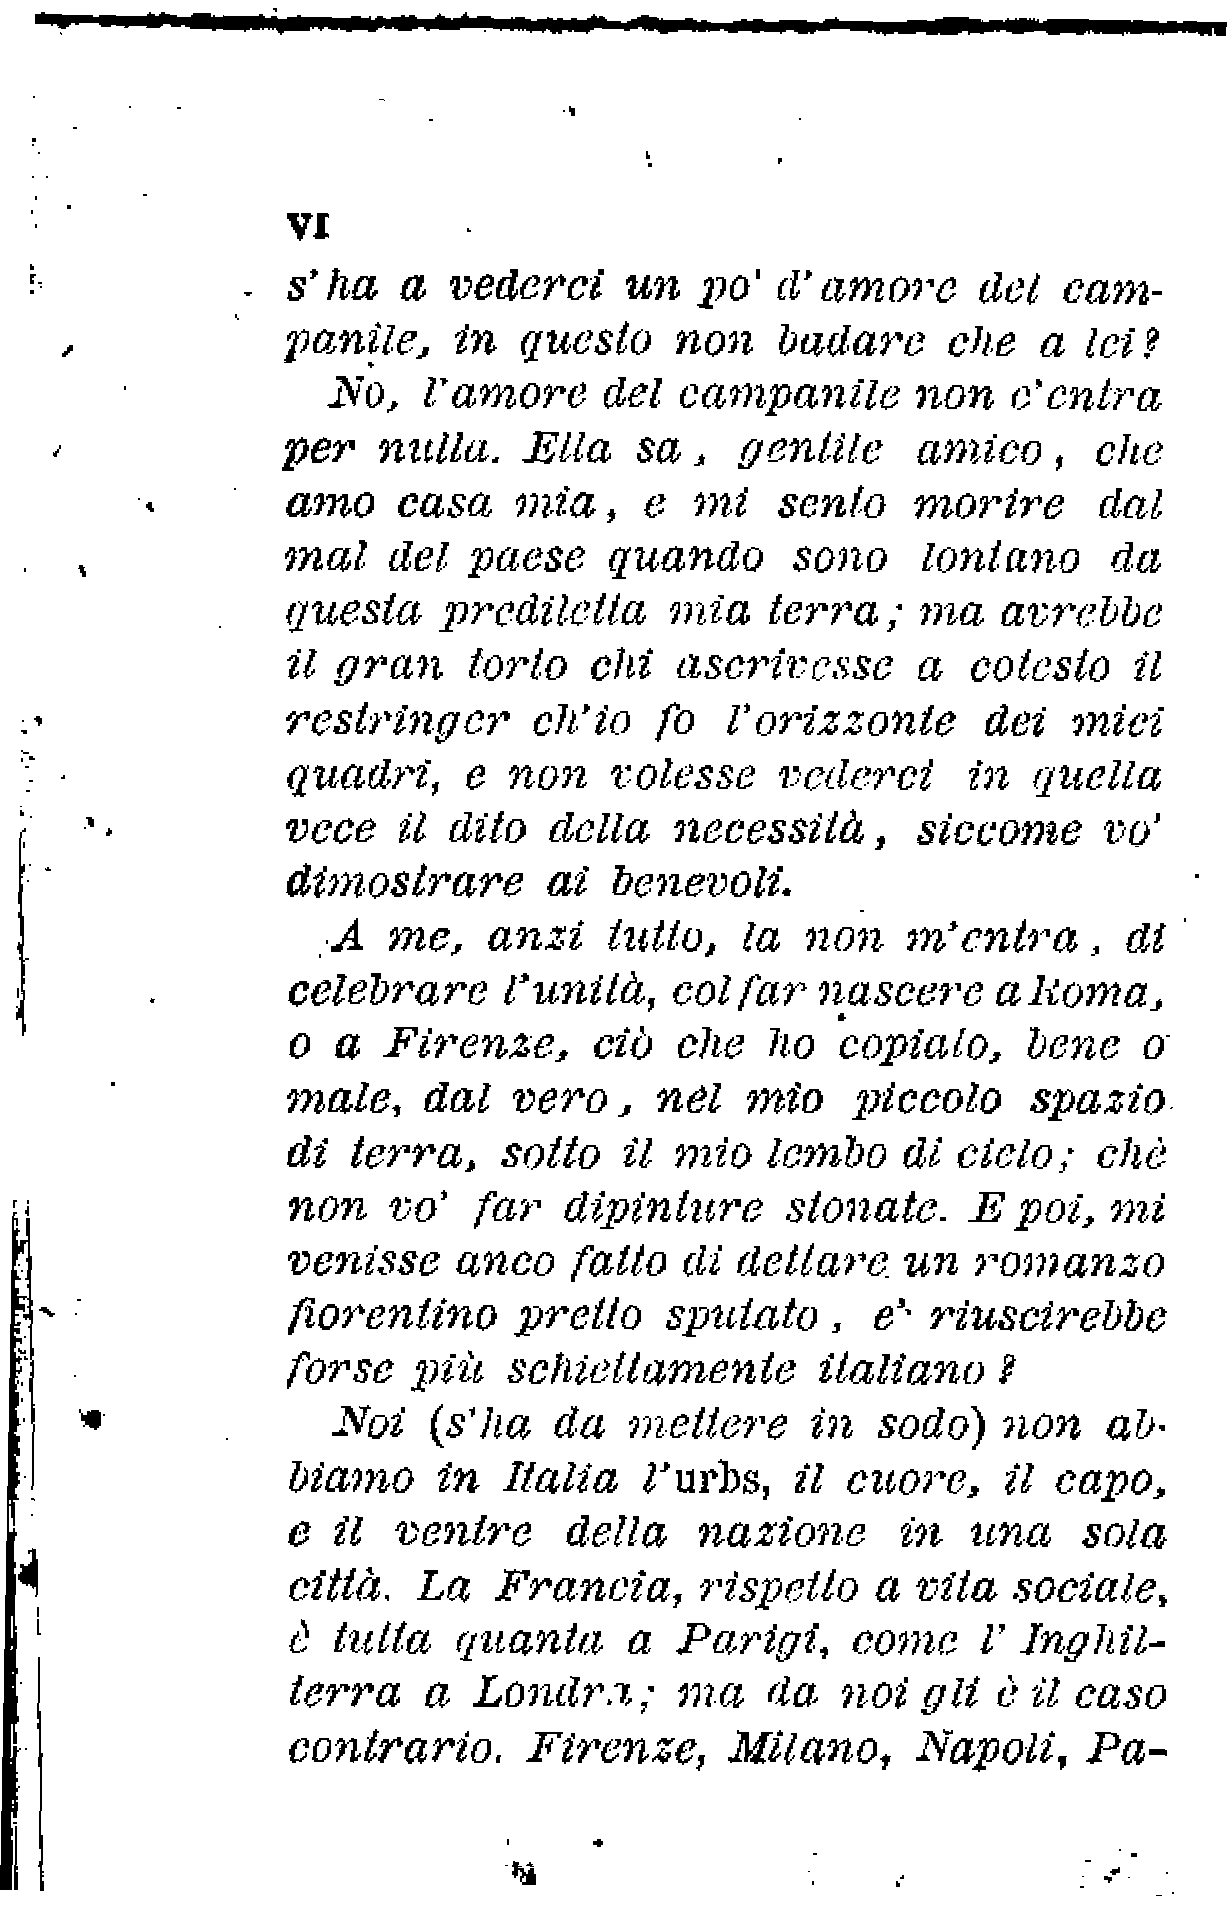 VI
s'ha a vederci un po' d'amore del cam-
panile, in questo non badare che a lei?
No, l'amore del campanile non c'entra
per nulla. Ella sa, gentile amico, che
amo casa mia, e mi sento morire dal
mal del paese quando sono lontano da
questa prediletta mia terra; ma avrebbe
il gran torto chi ascrivesse a cotesto il
restringer ch'io fo l'orizzonte dei miei
quadri, e non volesse vederci in quella
vece il dito della necessità, siccome vo'
dimostrare ai benevoli.
A me, anzi tutto, la non m'entra, di
celebrare l'unità, col far nascere a Roma,
o a Firenze, ciò che ho copiato, bene o
male, dal vero, nel mio piccolo spazio
di terra, sotto il mio lembo di cielo; chè
non vo' far dipinture stonate. E poi, mi
venisse anco fatto di dettare un romanzo
fiorentino pretto sputato, e' riuscirebbe
forse più schiettamente italiano?
Noi (s'ha da mettere in sodo) non ab-
biamo in Italia l'urbs, il cuore, il capo,
e il ventre della nazione in una sola
città. La Francia, rispetto a vita sociale,
è tutta quanta a Parigi, come l' Inghil-
terra a Londra; ma da noi gli è il caso
contrario. Firenze, Milano, Napoli, Pa-